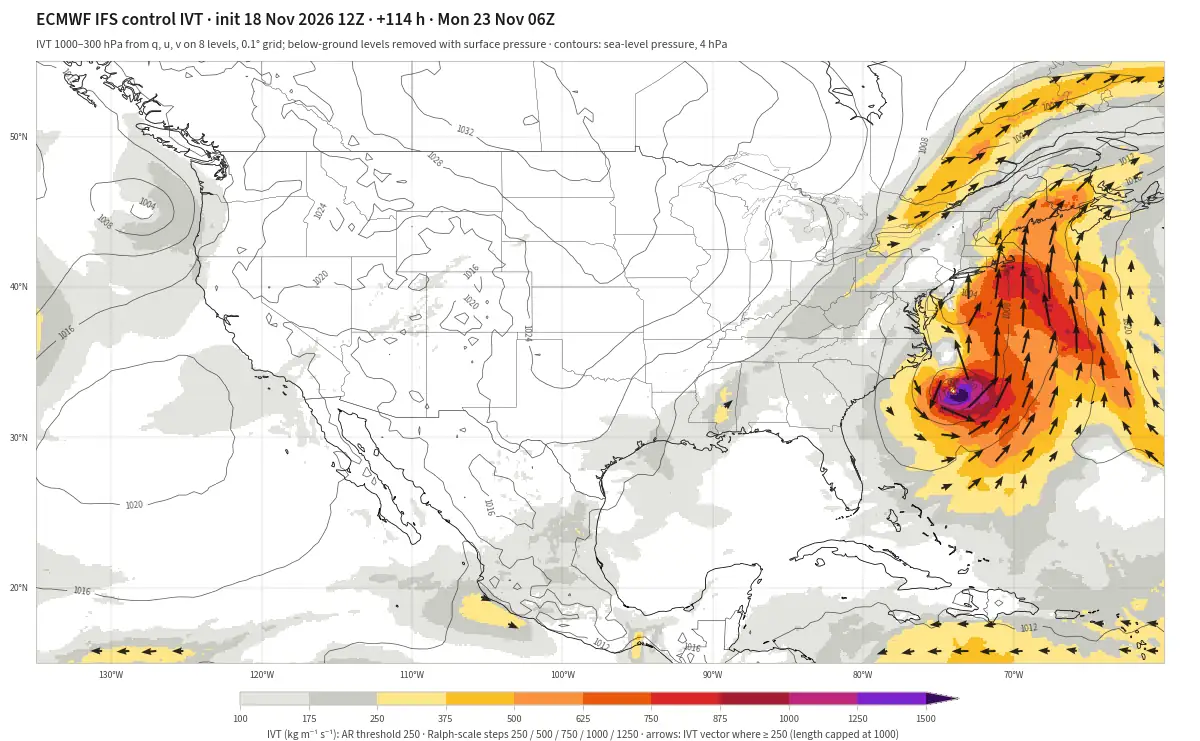 ECMWF IFS control IVT · init 18 Nov 2026 12Z · +114 h · Mon 23 Nov 06Z
IVT 1000–300 hPa from q, u, v on 8 levels, 0.1° grid; below-ground levels removed with surface pressure · contours: sea-level pressure, 4 hPa
1032
1028
1024
1020
1016
1020
1024
1004
1008
1016
1020
1016
1016
1012
1016
1012
1008
1012
1020
50°N
40°N
30°N
20°N
130°W
120°W
110°W
100°W
90°W
80°W
70°W
100
175
250
375
500
625
750
875
1000
1250
1500
IVT (kg m⁻¹ s⁻¹): AR threshold 250 · Ralph-scale steps 250 / 500 / 750 / 1000 / 1250 · arrows: IVT vector where ≥ 250 (length capped at 1000)